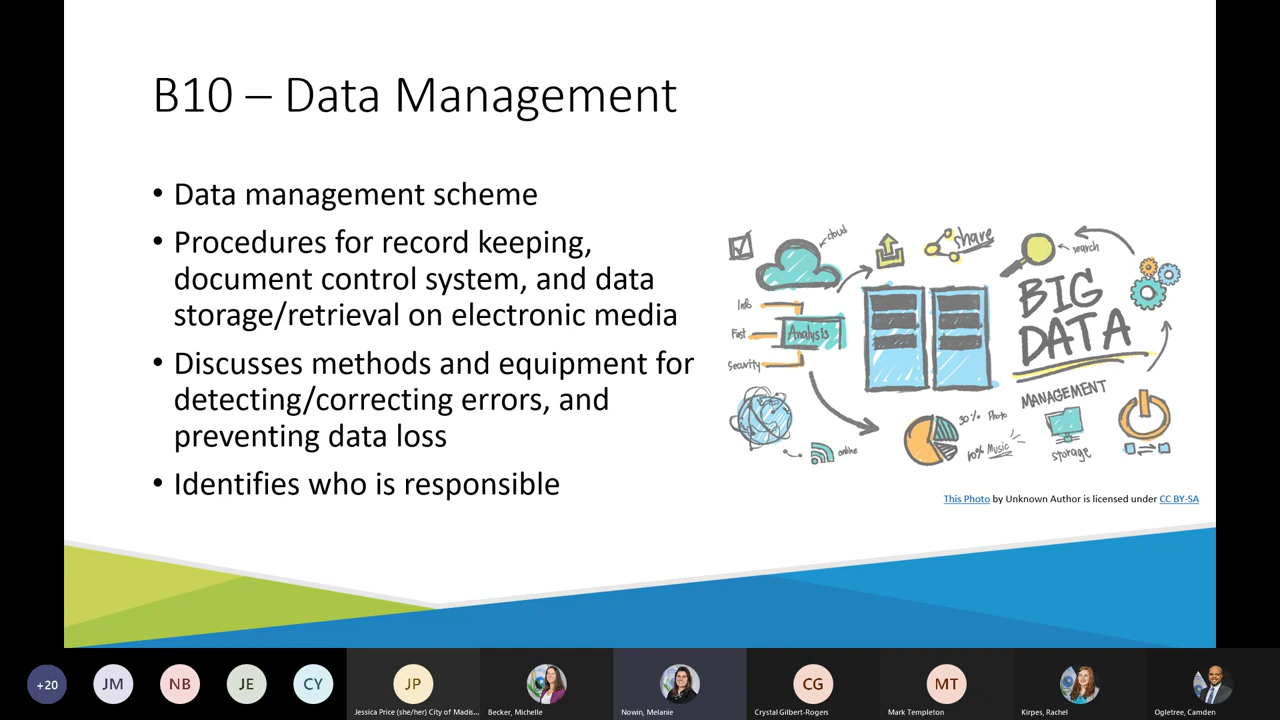 B10 – Data Management
• Data management scheme
• Procedures for record keeping,
document control system, and data
storage/retrieval on electronic media
• Discusses methods and equipment for
detecting/correcting errors, and
preventing data loss
• Identifies who is responsible
cloud
share
search
Info
Fast
Security
Analysis
BIG
DATA
MANAGEMENT
30% Photo
10% Music
online
storage
This Photo by Unknown Author is licensed under CC BY-SA
+20
JM
NB
JE
CY
JP
CG
MT
Jessica Price (she/her) City of Madis...
Becker, Michelle
Nowin, Melanie
Crystal Gilbert-Rogers
Mark Templeton
Kirpes, Rachel
Ogletree, Camden